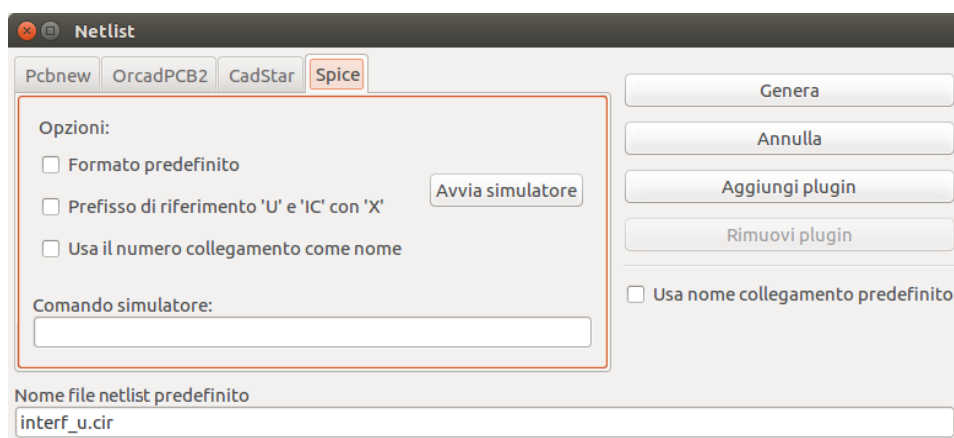 Netlist
Pcbnew OrcadPCB2 CadStar Spice
Opzioni:
Formato predefinito
Prefisso di riferimento 'U' e 'IC' con 'X'
Usa il numero collegamento come nome
Avvia simulatore
Comando simulatore:
Genera
Annulla
Aggiungi plugin
Rimuovi plugin
Usa nome collegamento predefinito
Nome file netlist predefinito
interf_u.cir